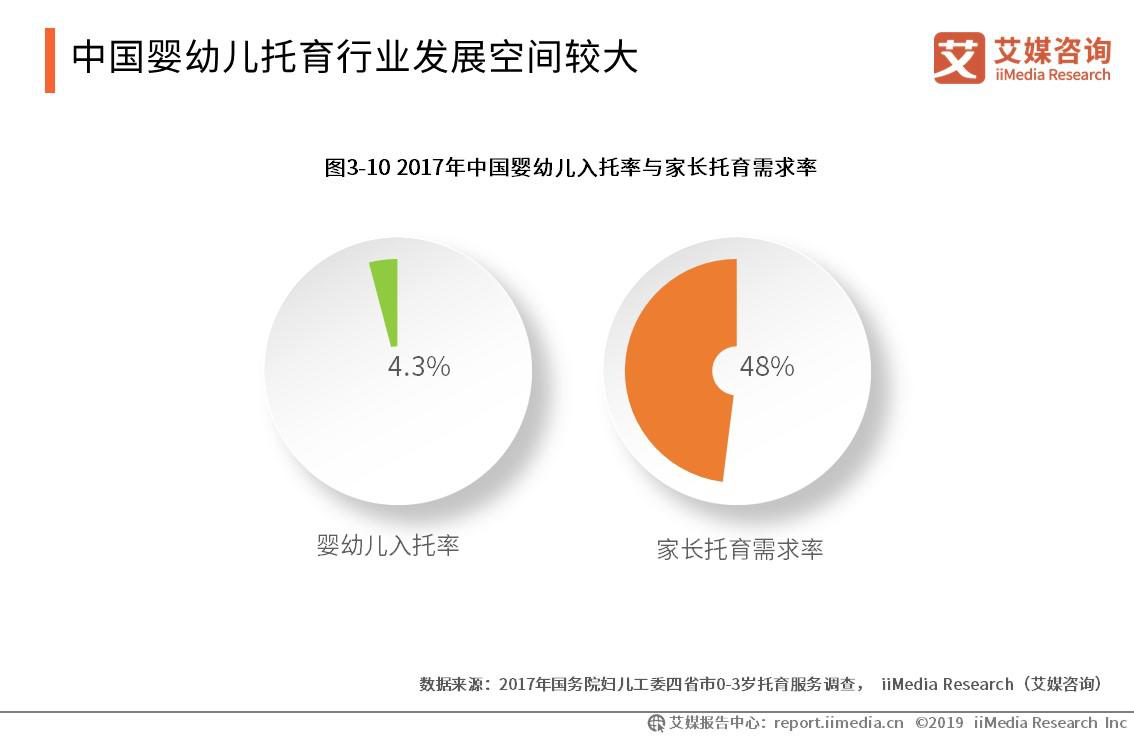 中国婴幼儿托育行业发展空间较大
艾 艾媒咨询
iiMedia Research
图3-10 2017年中国婴幼儿入托率与家长托育需求率
4.3%
48%
婴幼儿入托率
家长托育需求率
数据来源：2017年国务院妇儿工委四省市0-3岁托育服务调查， iiMedia Research（艾媒咨询）
艾媒报告中心：report.iimedia.cn ©2019 iiMedia Research Inc